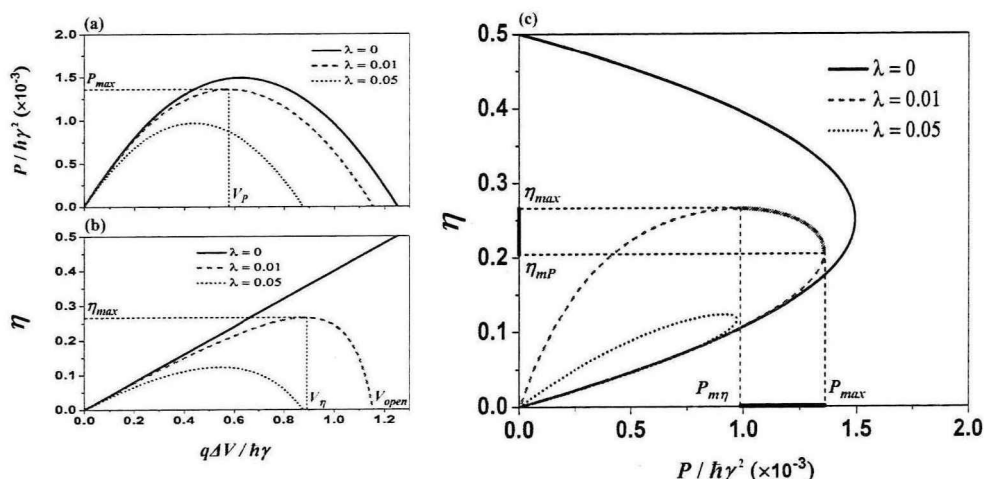 (a)
P / ħγ² (×10⁻³)
2.0
1.5
1.0
0.5
0.0
P_max
V_P
λ = 0
λ = 0.01
λ = 0.05
(b)
η
0.5
0.4
0.3
0.2
0.1
0.0
η_max
V_η
V_open
λ = 0
λ = 0.01
λ = 0.05
0.0 0.2 0.4 0.6 0.8 1.0 1.2
qΔV / ħγ
(c)
η
0.5
0.4
0.3
0.2
0.1
0.0
η_max
η_mP
P_mη
P_max
λ = 0
λ = 0.01
λ = 0.05
0.0 0.5 1.0 1.5 2.0
P / ħγ² (×10⁻³)